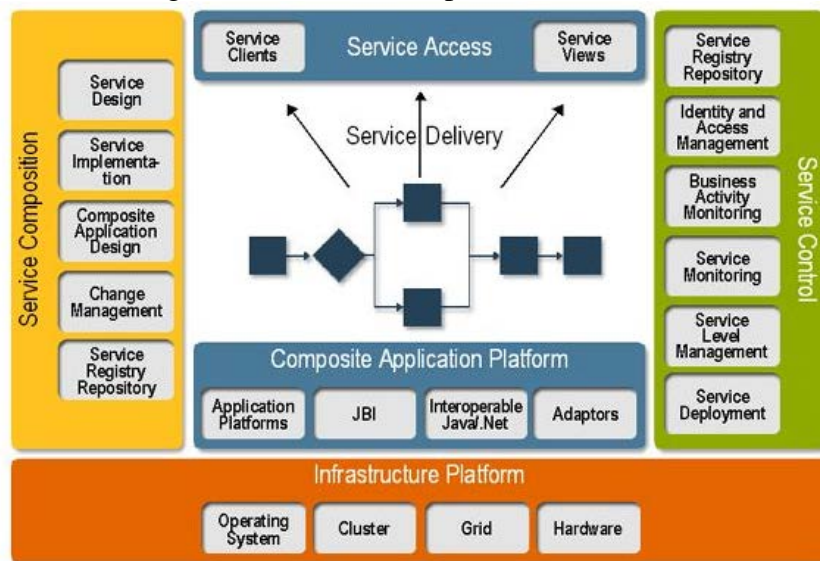 Service
Clients
Service Access
Service
Views
Service Composition
Service
Design
Service
Implementa-
tion
Composite
Application
Design
Change
Management
Service
Registry
Repository
Service Delivery
Composite Application Platform
Application
Platforms
JBI
Interoperable
Java/.Net
Adaptors
Service
Registry
Repository
Identity and
Access
Management
Business
Activity
Monitoring
Service
Monitoring
Service
Level
Management
Service
Deployment
Service Control
Infrastructure Platform
Operating
System
Cluster
Grid
Hardware